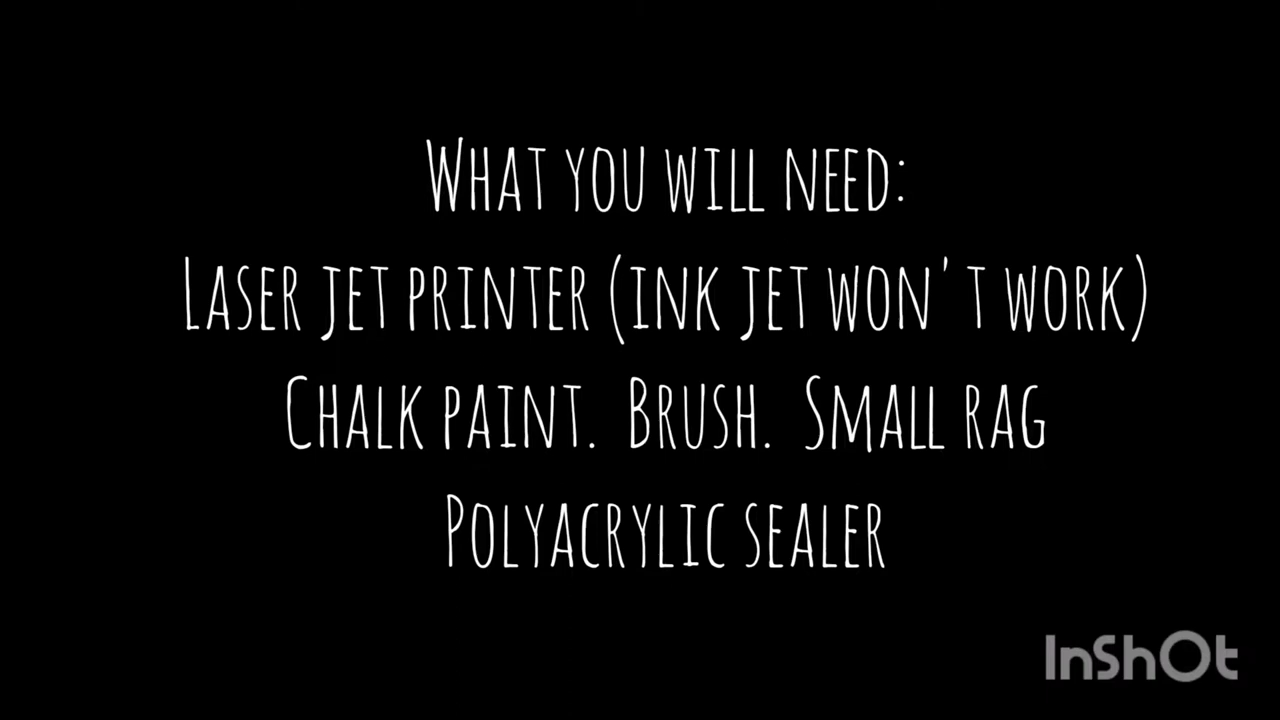 What you will need:
Laser jet printer (ink jet won't work)
Chalk paint. Brush. Small rag
Polyacrylic sealer
InShOt